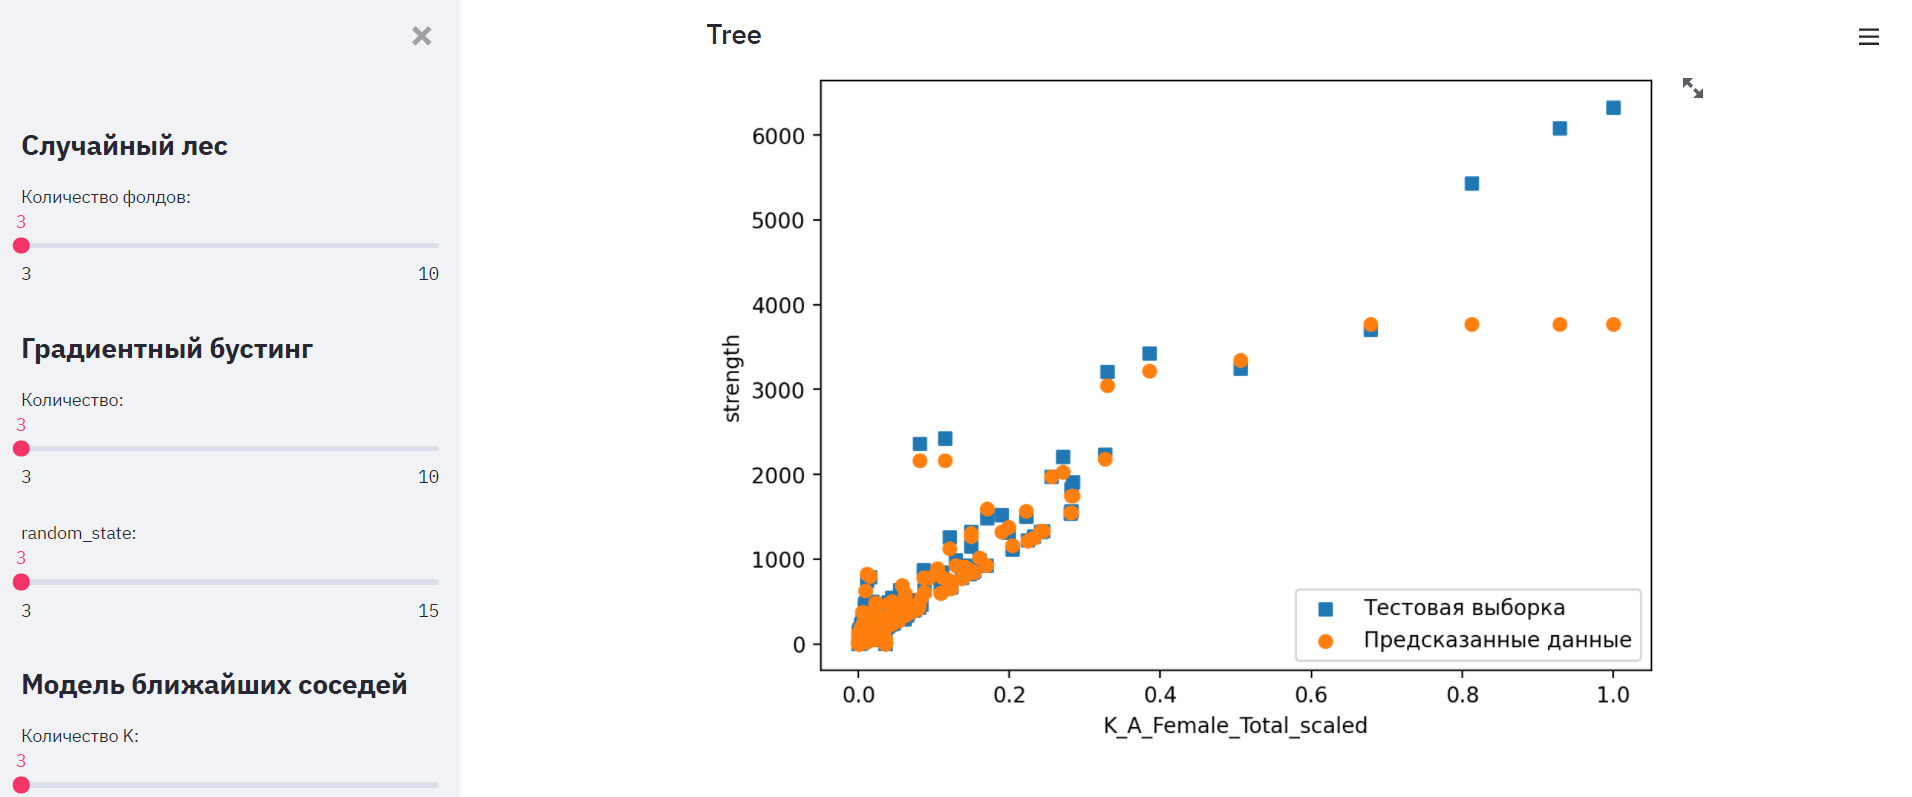 Случайный лес
Количество фолдов:
3
3 10
Градиентный бустинг
Количество:
3
3 10
random_state:
3
3 15
Модель ближайших соседей
Количество K:
3
Tree
6000
5000
4000
3000
2000
1000
0
strength
Тестовая выборка
Предсказанные данные
0.0 0.2 0.4 0.6 0.8 1.0
K_A_Female_Total_scaled